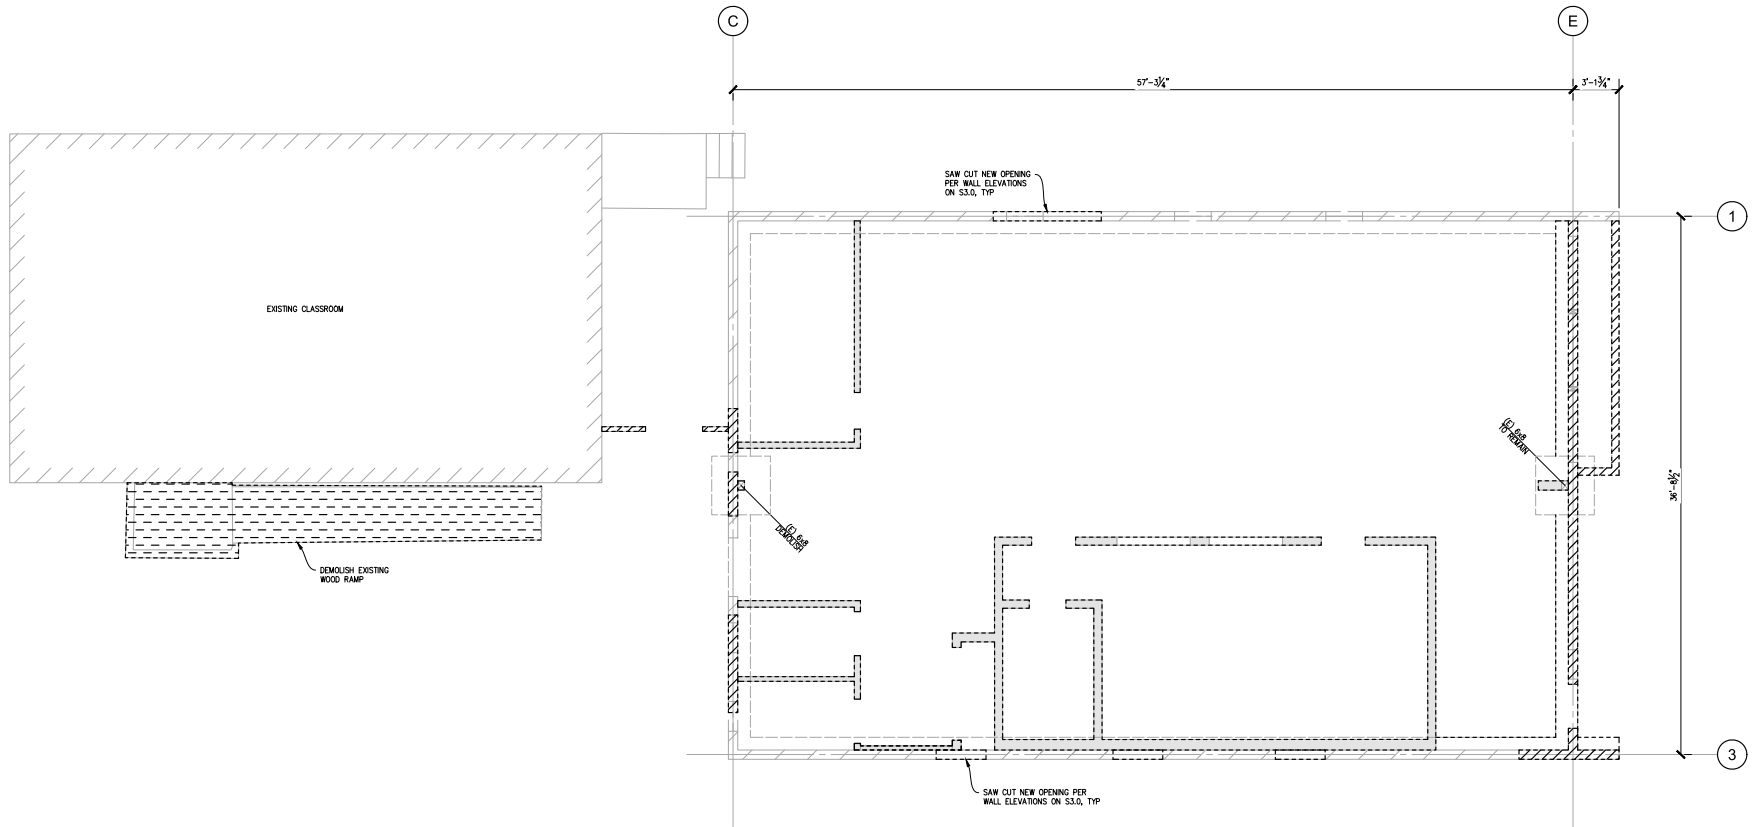 C
E
57'-3¾"
3'-1¾"
SAW CUT NEW OPENING
PER WALL ELEVATIONS
ON S3.0, TYP
1
EXISTING CLASSROOM
(E) 6x8
TO REMAIN
36'-8½"
(E) 6x8
DEMOLISH
DEMOLISH EXISTING
WOOD RAMP
3
SAW CUT NEW OPENING PER
WALL ELEVATIONS ON S3.0, TYP